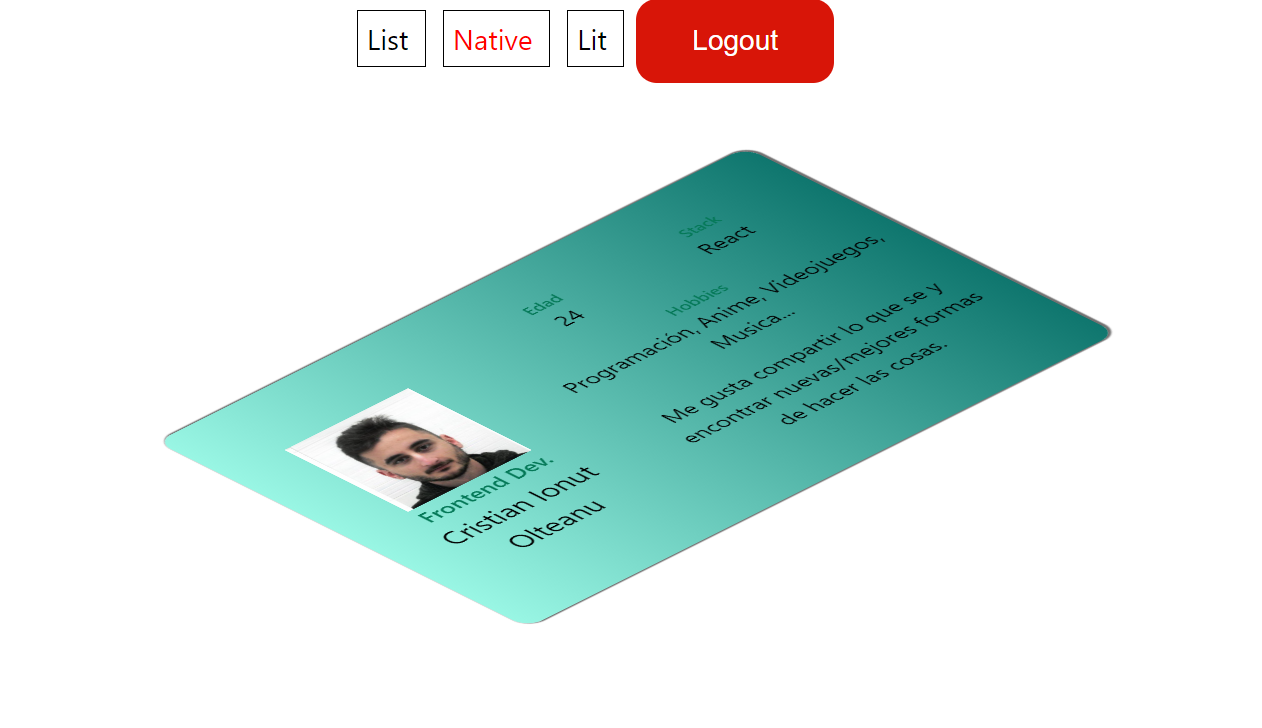 List
Native
Lit
Logout
Frontend Dev.
Cristian Ionut
Olteanu
Edad
24
Stack
React
Hobbies
Programación, Anime, Videojuegos,
Musica...
Me gusta compartir lo que se y
encontrar nuevas/mejores formas
de hacer las cosas.